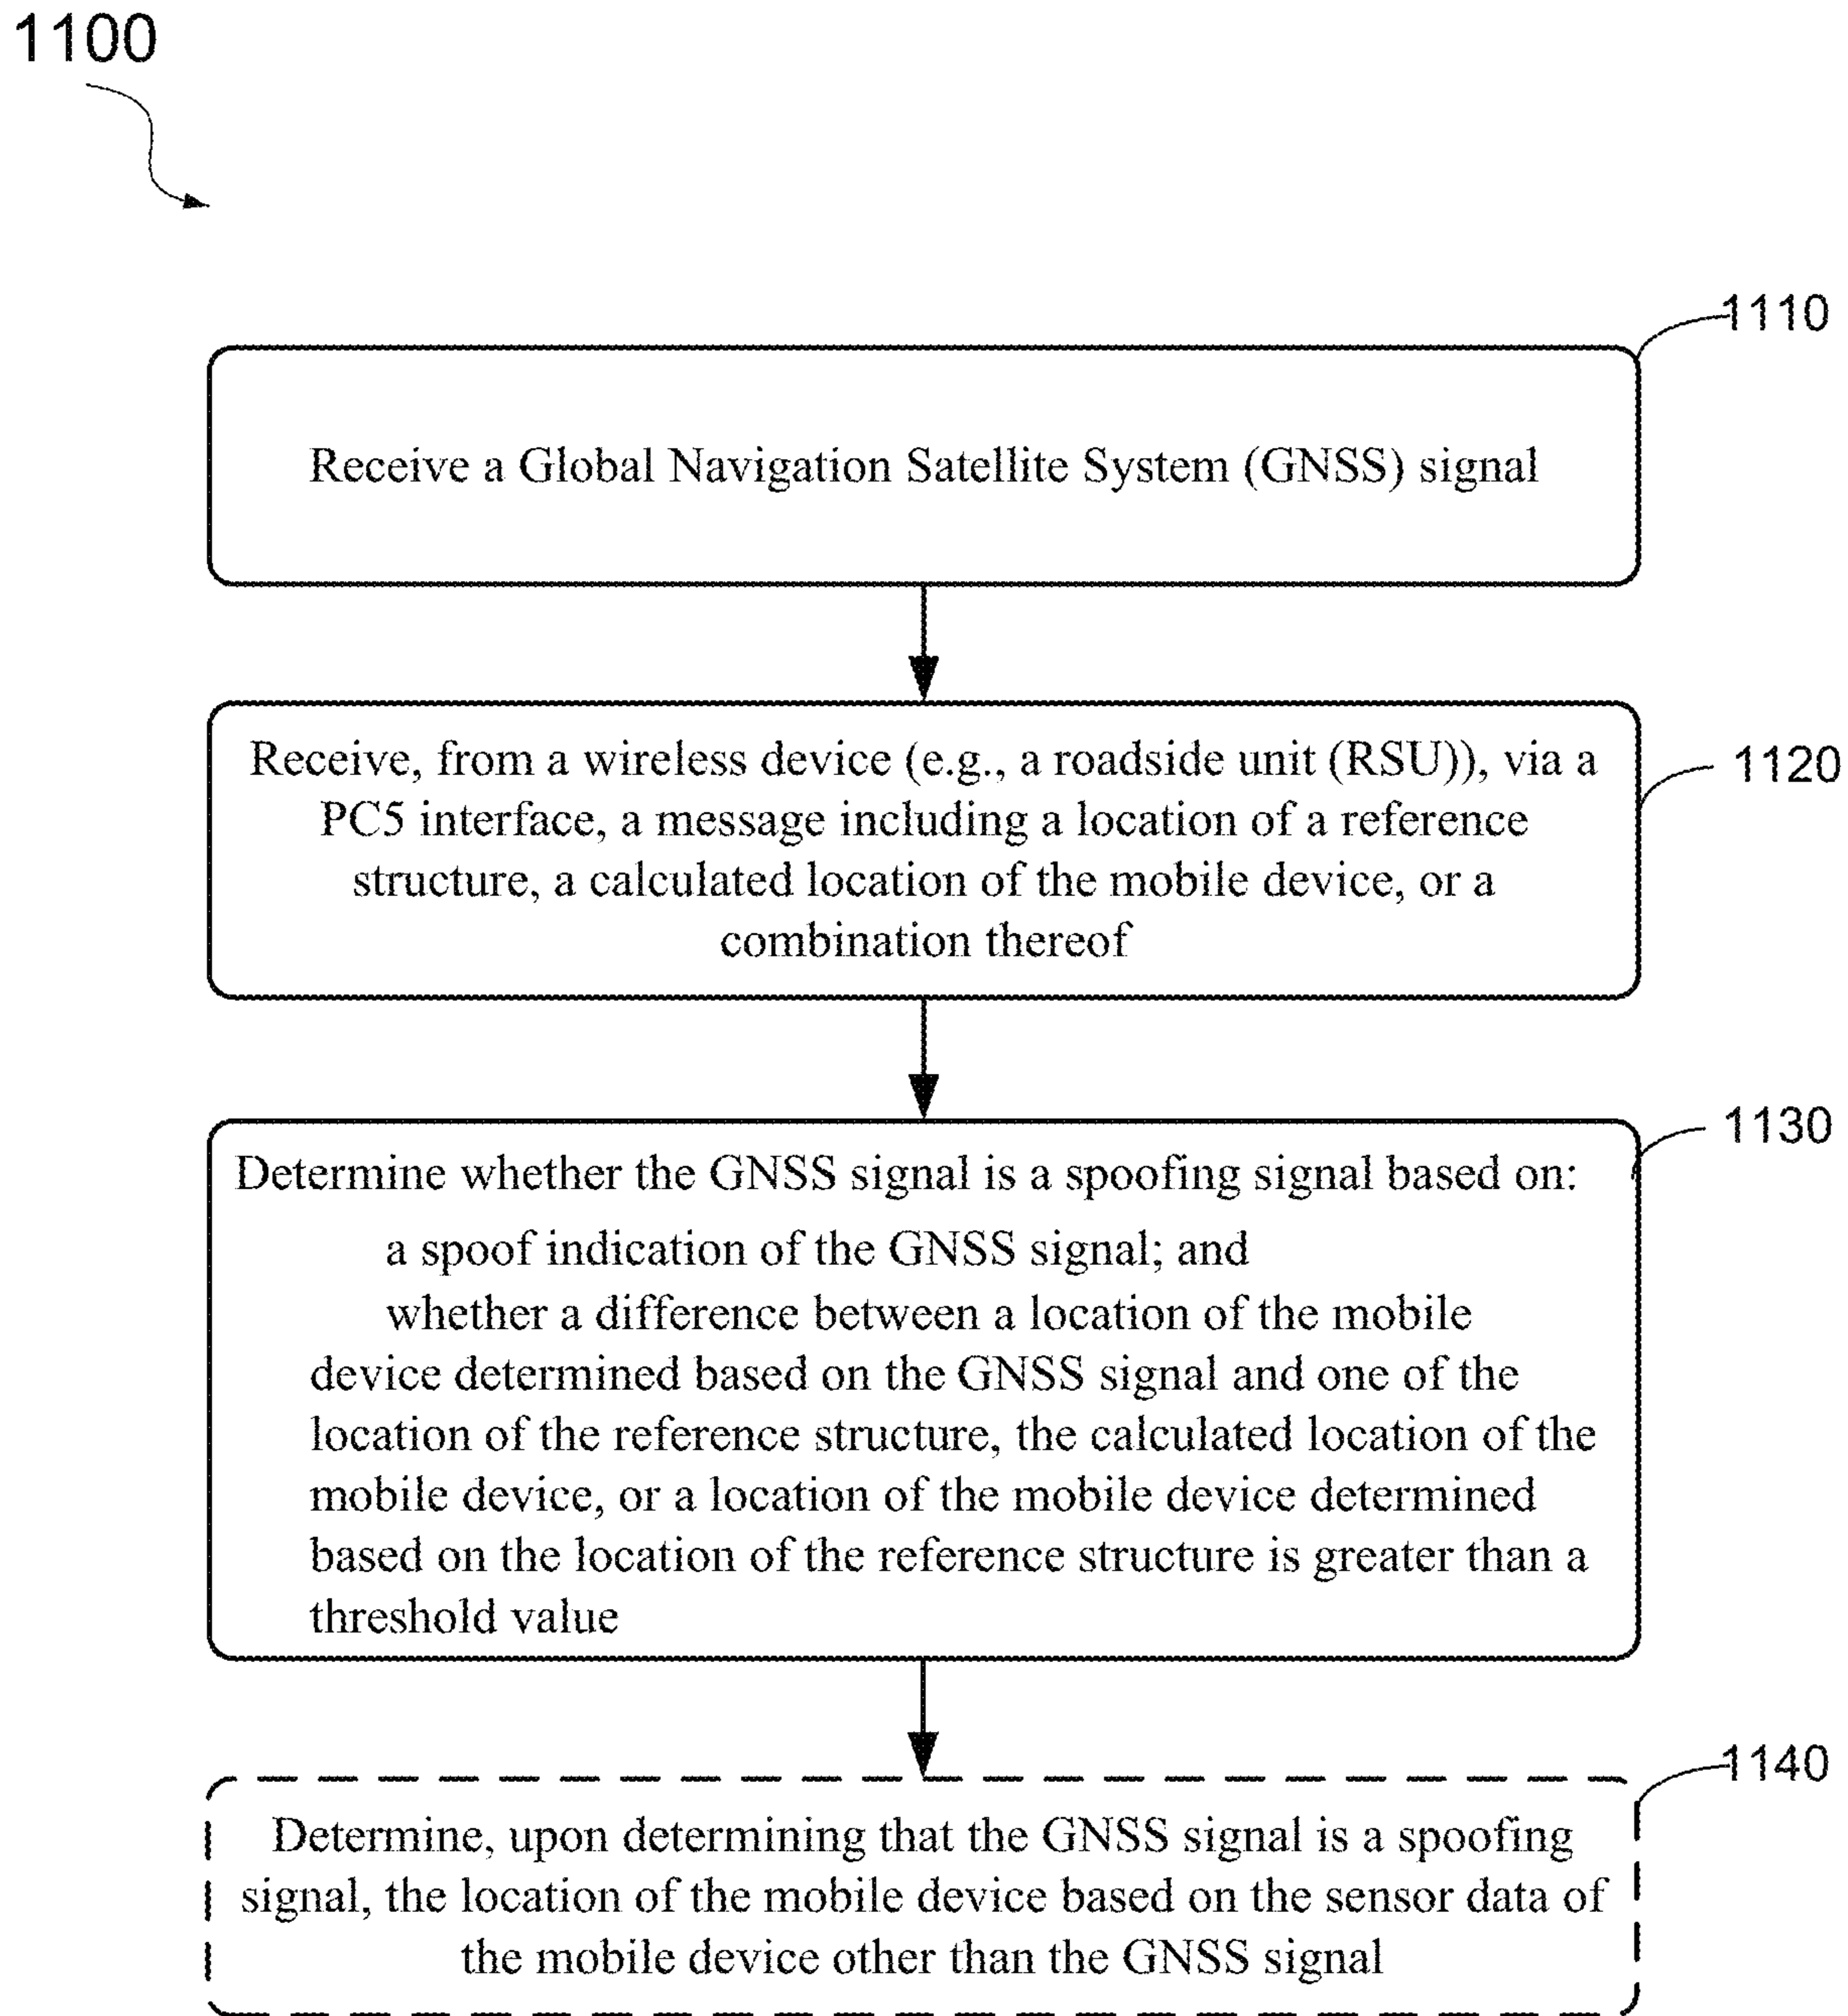 1100
1110
Receive a Global Navigation Satellite System (GNSS) signal
1120
Receive, from a wireless device (e.g., a roadside unit (RSU)), via a
PC5 interface, a message including a location of a reference
structure, a calculated location of the mobile device, or a
combination thereof
1130
Determine whether the GNSS signal is a spoofing signal based on:
a spoof indication of the GNSS signal; and
whether a difference between a location of the mobile
device determined based on the GNSS signal and one of the
location of the reference structure, the calculated location of the
mobile device, or a location of the mobile device determined
based on the location of the reference structure is greater than a
threshold value
1140
Determine, upon determining that the GNSS signal is a spoofing
signal, the location of the mobile device based on the sensor data of
the mobile device other than the GNSS signal